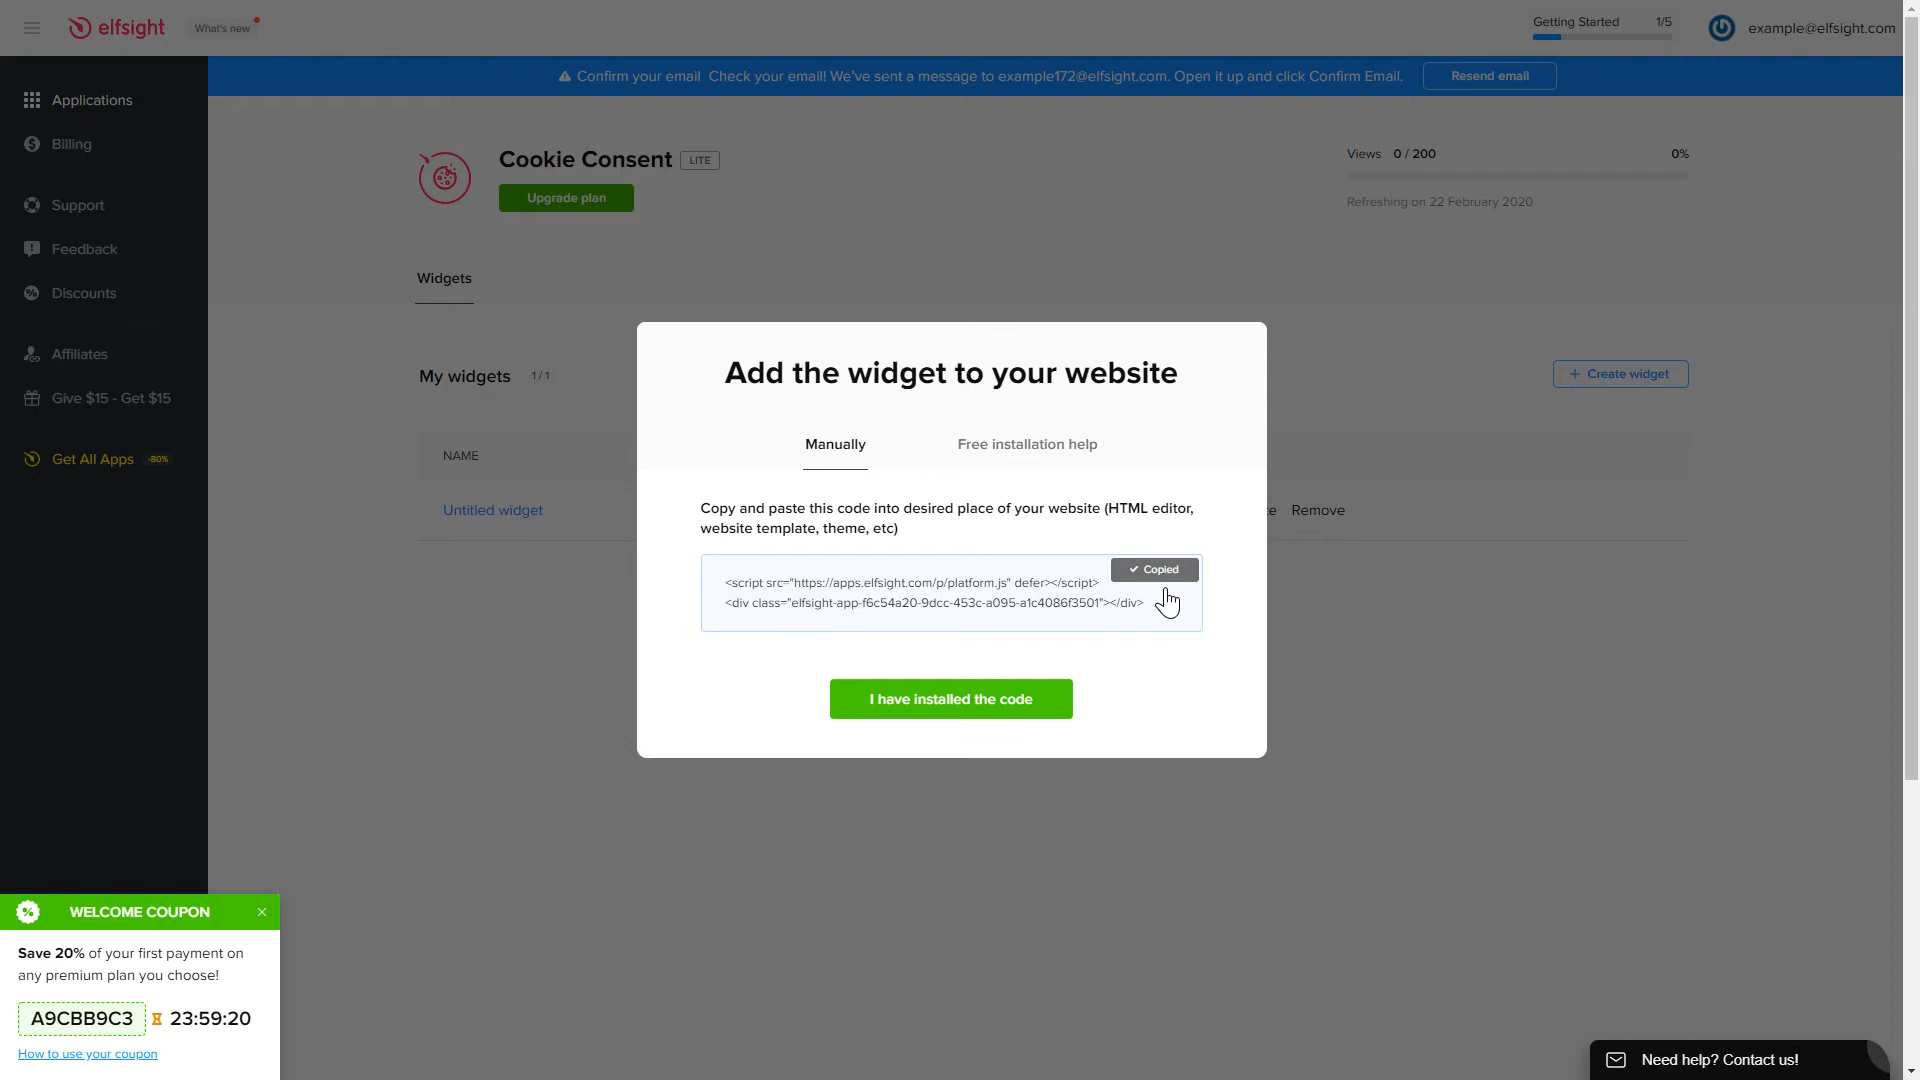 elfsight
What's new
Getting Started 1/5
example@elfsight.com
Confirm your email Check your email! We've sent a message to example172@elfsight.com. Open it up and click Confirm Email.
Resend email
Applications
Billing
Support
Feedback
Discounts
Affiliates
Give $15 - Get $15
Get All Apps -80%
Cookie Consent LITE
Upgrade plan
Views 0 / 200 0%
Refreshing on 22 February 2020
Widgets
My widgets 1 / 1
+ Create widget
NAME
Untitled widget
Remove
Add the widget to your website
Manually
Free installation help
Copy and paste this code into desired place of your website (HTML editor,
website template, theme, etc)
Copied
<script src="https://apps.elfsight.com/p/platform.js" defer></script>
<div class="elfsight-app-f6c54a20-9dcc-453c-a095-a1c4086f3501"></div>
I have installed the code
WELCOME COUPON
Save 20% of your first payment on
any premium plan you choose!
A9CBB9C3 23:59:20
How to use your coupon
Need help? Contact us!